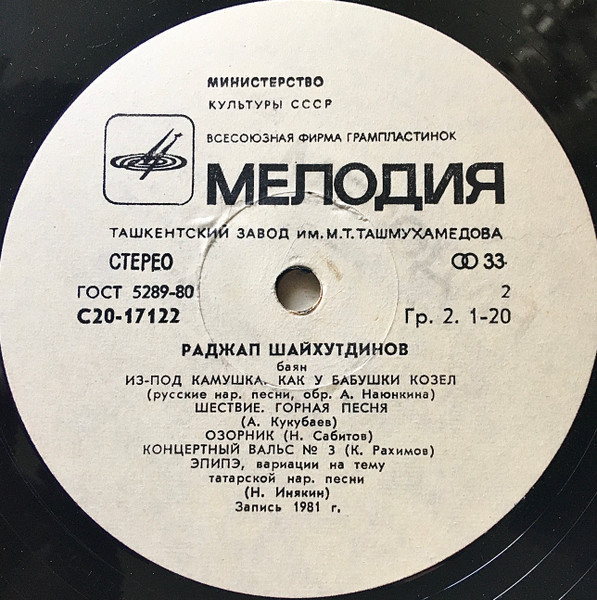 МИНИСТЕРСТВО
КУЛЬТУРЫ СССР
ВСЕСОЮЗНАЯ ФИРМА ГРАМПЛАСТИНОК
МЕЛОДИЯ
ТАШКЕНТСКИЙ ЗАВОД ИМ. М.Т. ТАШМУХАМЕДОВА
СТЕРЕО 33
ГОСТ 5289-80 2
С20-17122 Гр. 2. 1-20
РАДЖАП ШАЙХУТДИНОВ
баян
ИЗ-ПОД КАМУШКА. КАК У БАБУШКИ КОЗЕЛ
(русские нар. песни, обр. А. Наюнкина)
ШЕСТВИЕ. ГОРНАЯ ПЕСНЯ
(А. Кукубаев)
ОЗОРНИК (Н. Сабитов)
КОНЦЕРТНЫЙ ВАЛЬС № 3 (К. Рахимов)
ЭПИПЭ, вариации на тему
татарской нар. песни
(Н. Инякин)
Запись 1981 г.